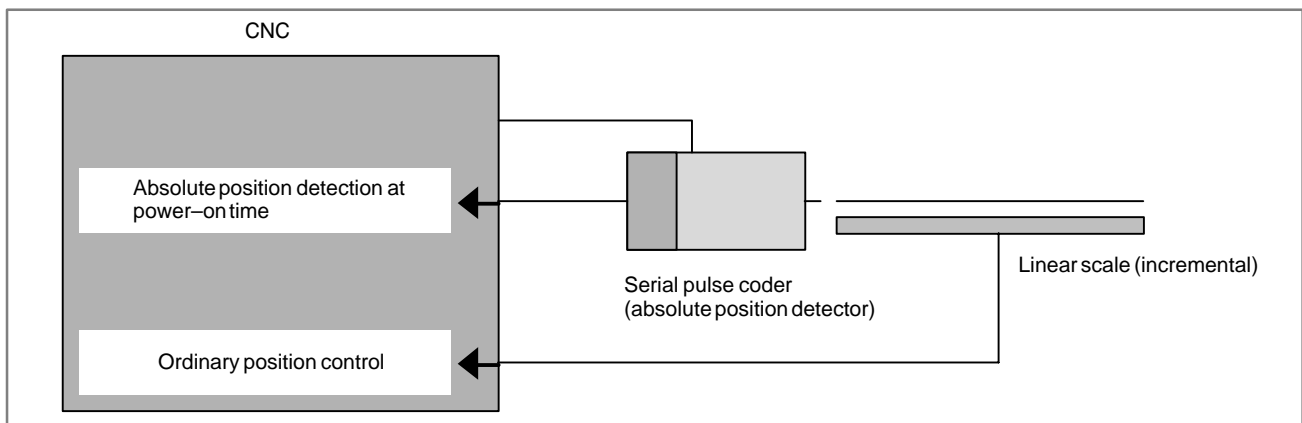 CNC
Absolute position detection at
power–on time
Serial pulse coder
(absolute position detector)
Linear scale (incremental)
Ordinary position control